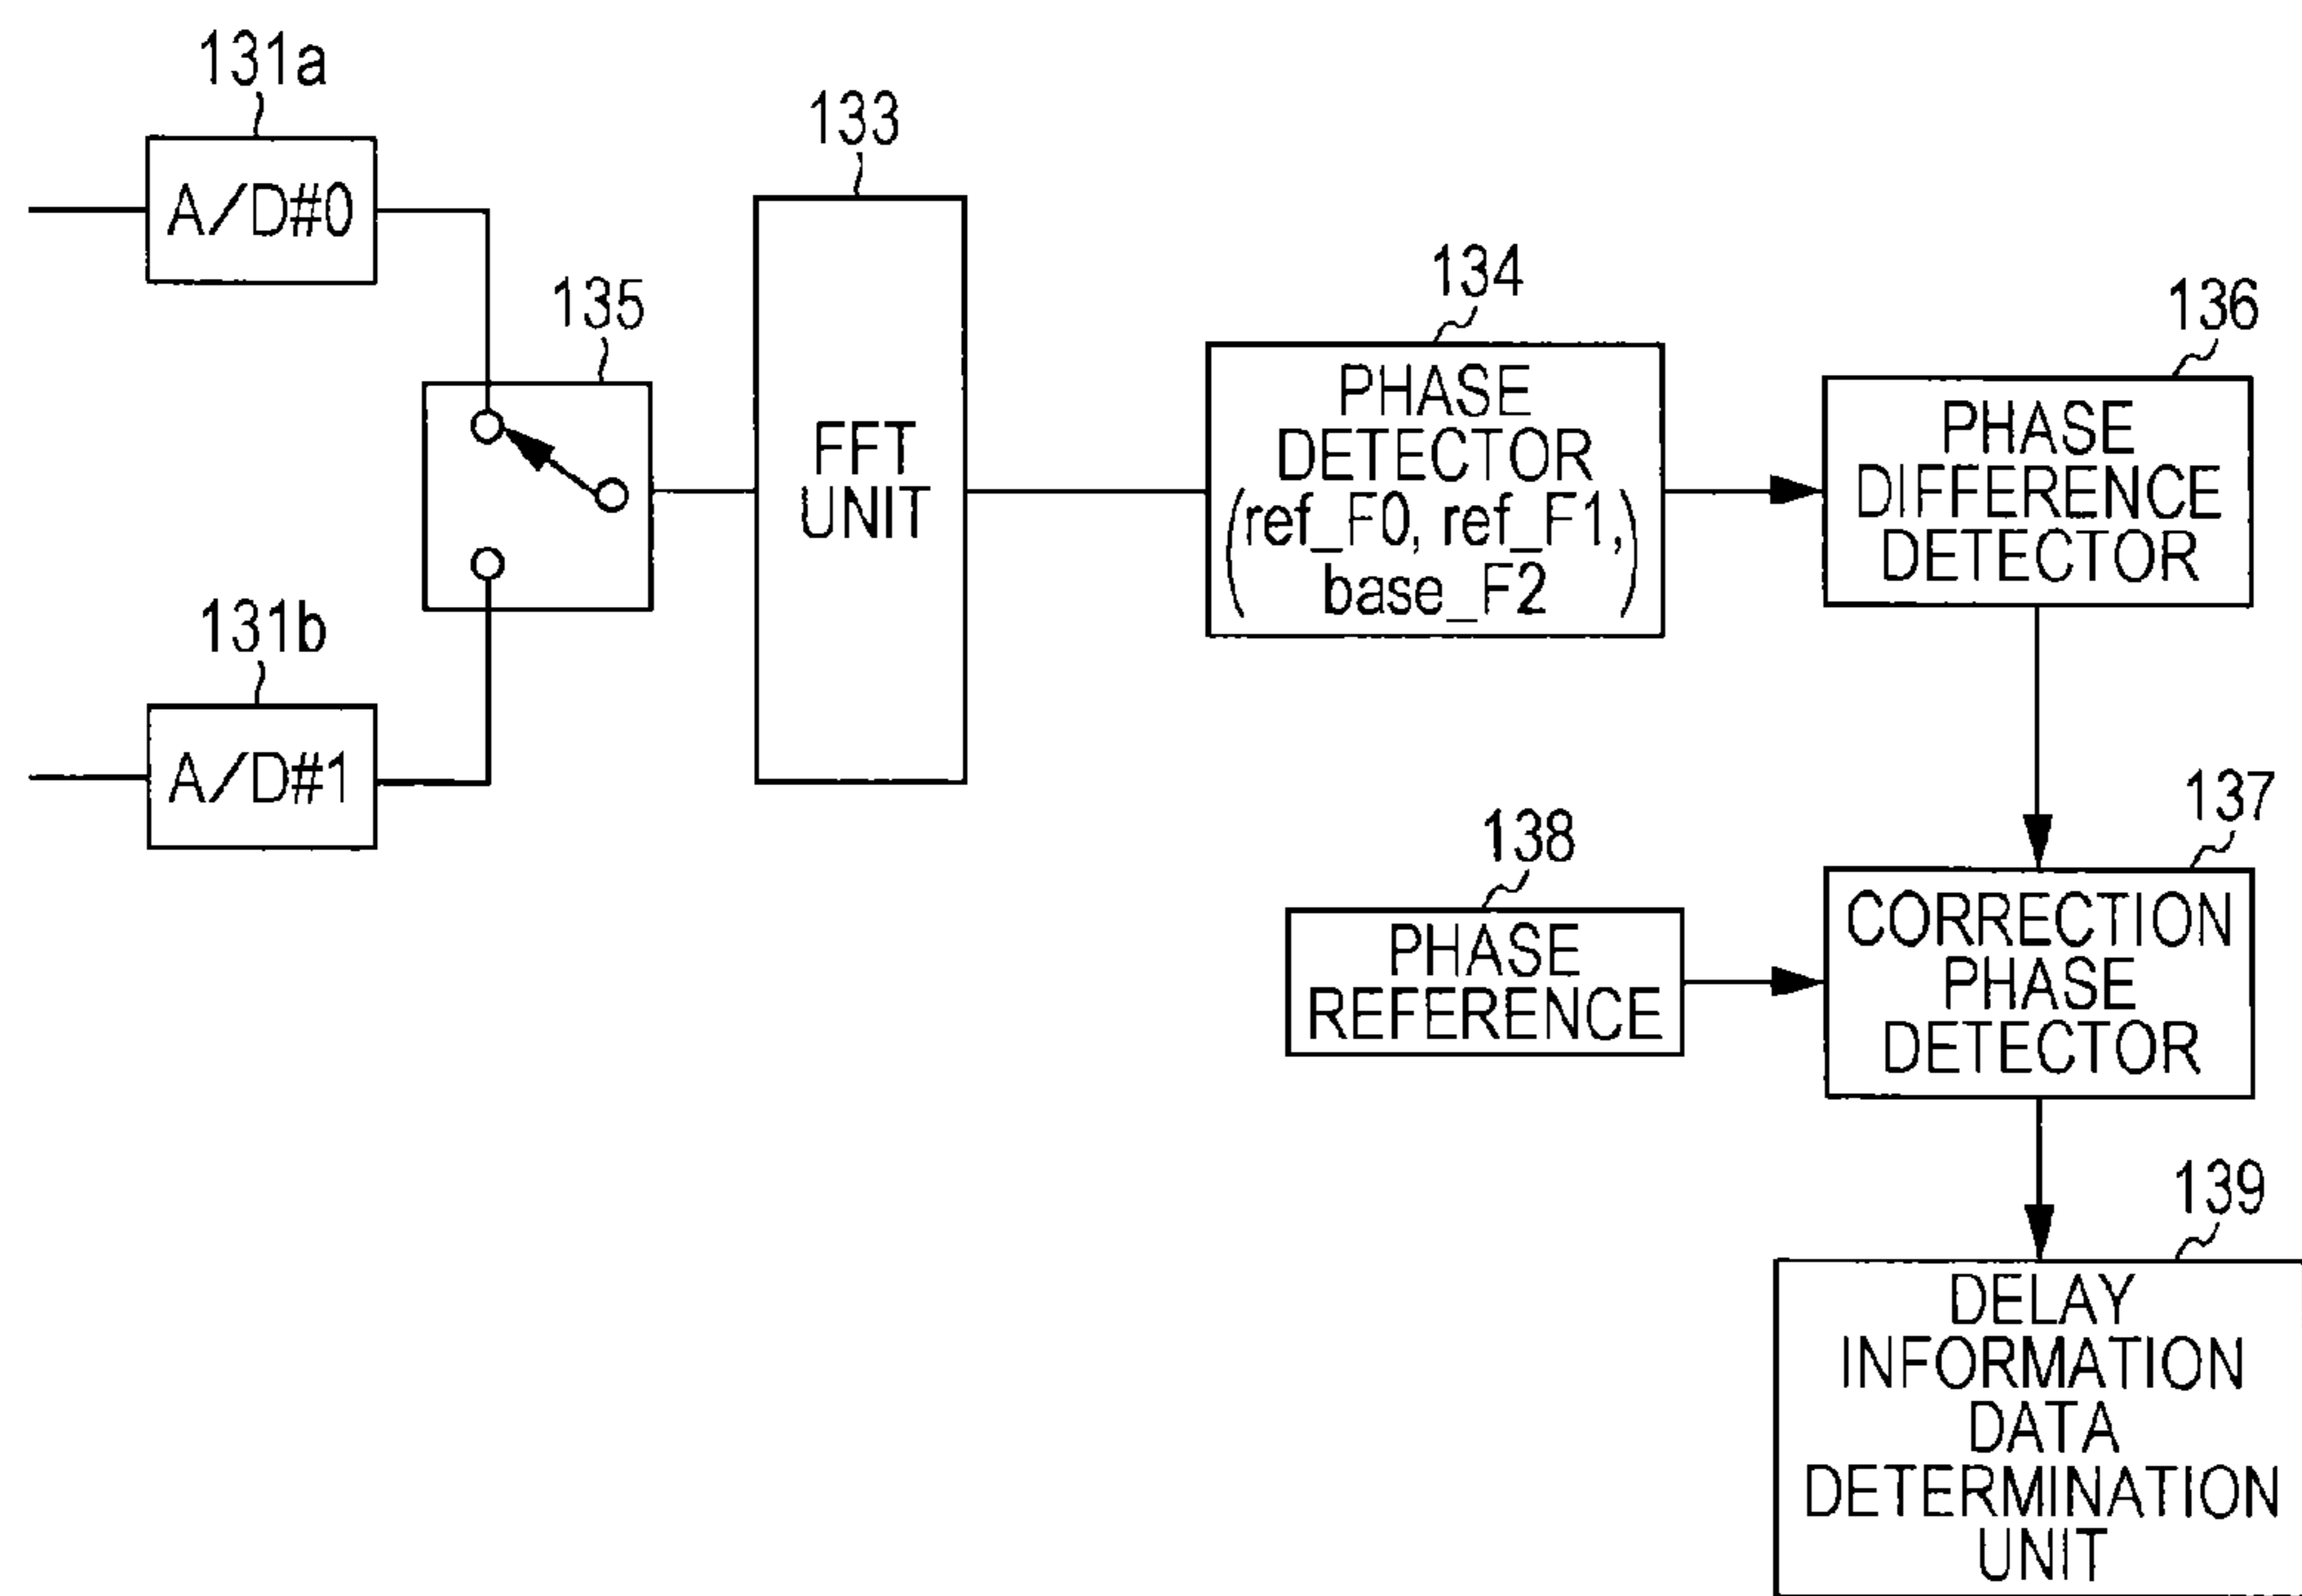 131a
A/D#0
133
FFT
UNIT
135
131b
A/D#1
134
PHASE
DETECTOR
(ref_F0, ref_F1,
base_F2)
136
PHASE
DIFFERENCE
DETECTOR
137
CORRECTION
PHASE
DETECTOR
138
PHASE
REFERENCE
139
DELAY
INFORMATION
DATA
DETERMINATION
UNIT